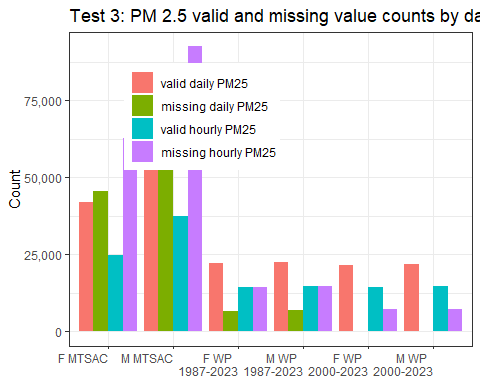 Test 3: PM 2.5 valid and missing value counts by da
Count
75,000
50,000
25,000
0
valid daily PM25
missing daily PM25
valid hourly PM25
missing hourly PM25
F MTSAC
M MTSAC
F WP
1987-2023
M WP
1987-2023
F WP
2000-2023
M WP
2000-2023